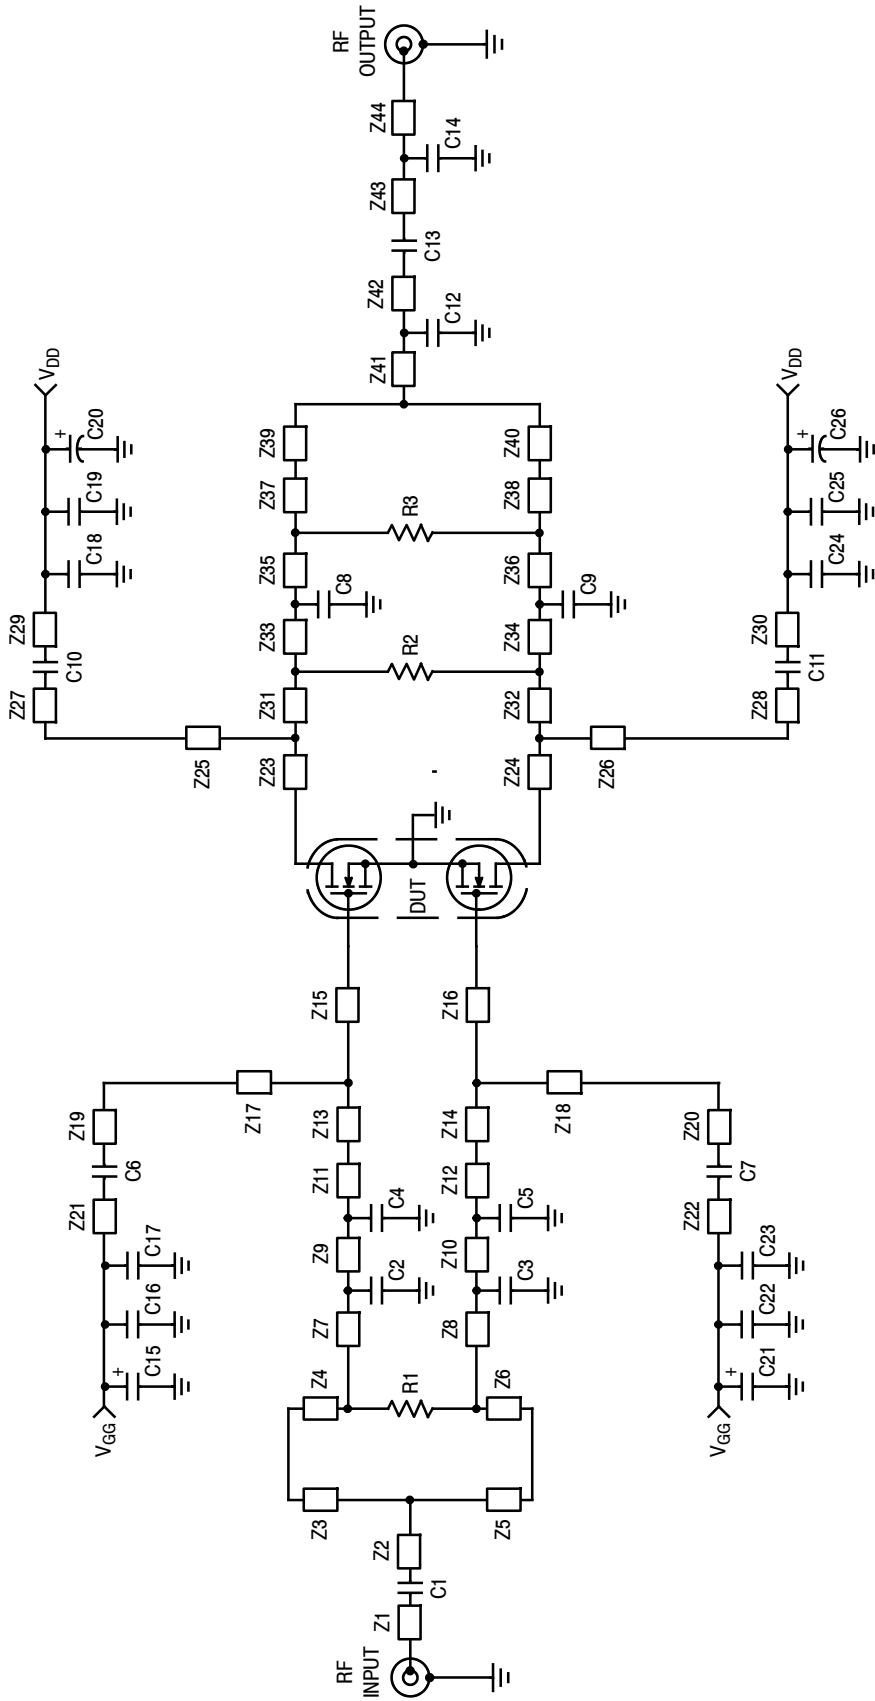 RF
INPUT
Z1
C1
Z2
Z3
Z5
Z4
R1
Z6
VGG
C15
+
C16
C17
Z21
C6
Z19
Z17
Z7
C2
Z9
C4
Z11
Z13
Z15
Z8
C3
Z10
C5
Z12
Z14
Z16
VGG
C21
+
C22
C23
Z22
C7
Z20
Z18
DUT
Z23
Z25
Z27
C10
Z29
C18
C19
C20
+
VDD
Z31
R2
Z33
C8
Z35
R3
Z37
Z39
Z24
Z26
Z28
C11
Z30
C24
C25
C26
+
VDD
Z32
Z34
C9
Z36
Z38
Z40
Z41
C12
Z42
C13
Z43
C14
Z44
RF
OUTPUT